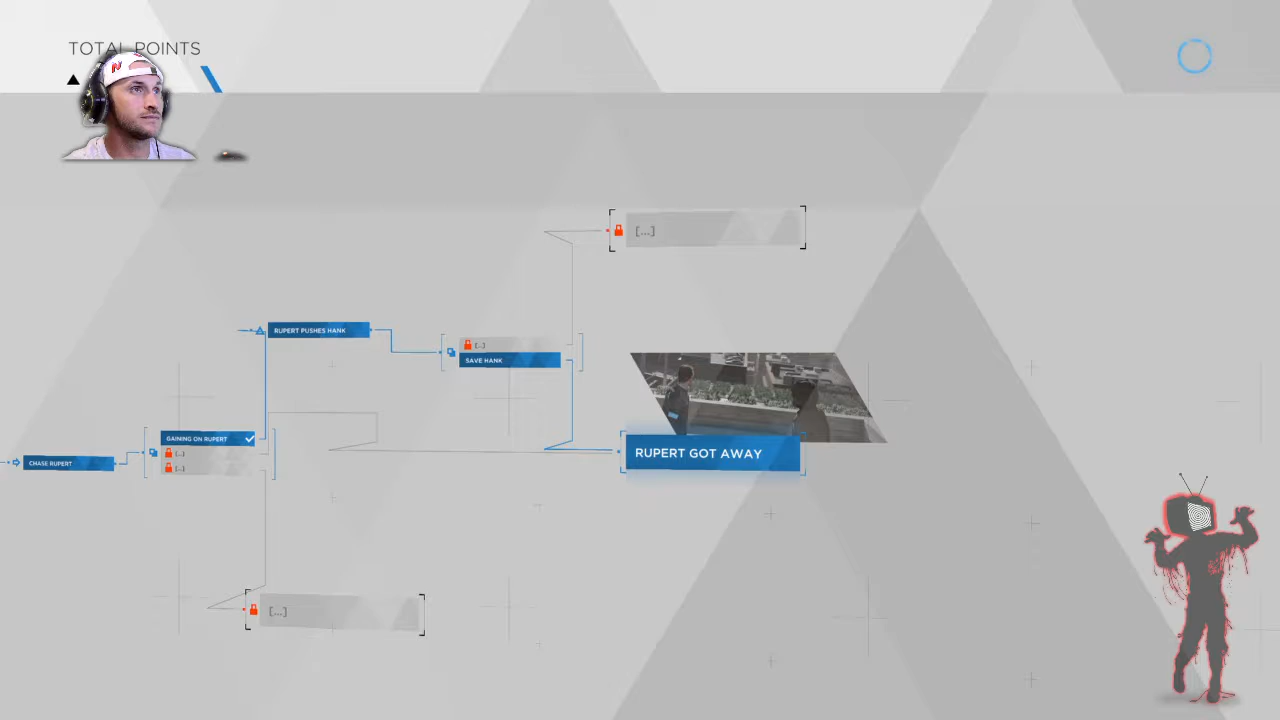 TOTAL POINTS
[...]
RUPERT PUSHES HANK
[...]
SAVE HANK
GAINING ON RUPERT
[...]
[...]
CHASE RUPERT
RUPERT GOT AWAY
[...]